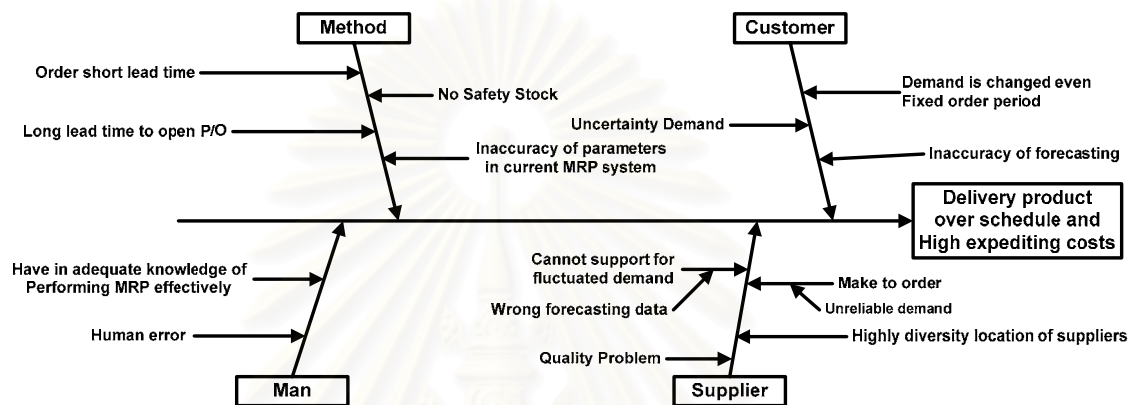 Method
Customer
Order short lead time
No Safety Stock
Long lead time to open P/O
Inaccuracy of parameters
in current MRP system
Demand is changed even
Fixed order period
Uncertainty Demand
Inaccuracy of forecasting
Delivery product
over schedule and
High expediting costs
Have in adequate knowledge of
Performing MRP effectively
Human error
Man
Cannot support for
fluctuated demand
Wrong forecasting data
Make to order
Unreliable demand
Highly diversity location of suppliers
Quality Problem
Supplier